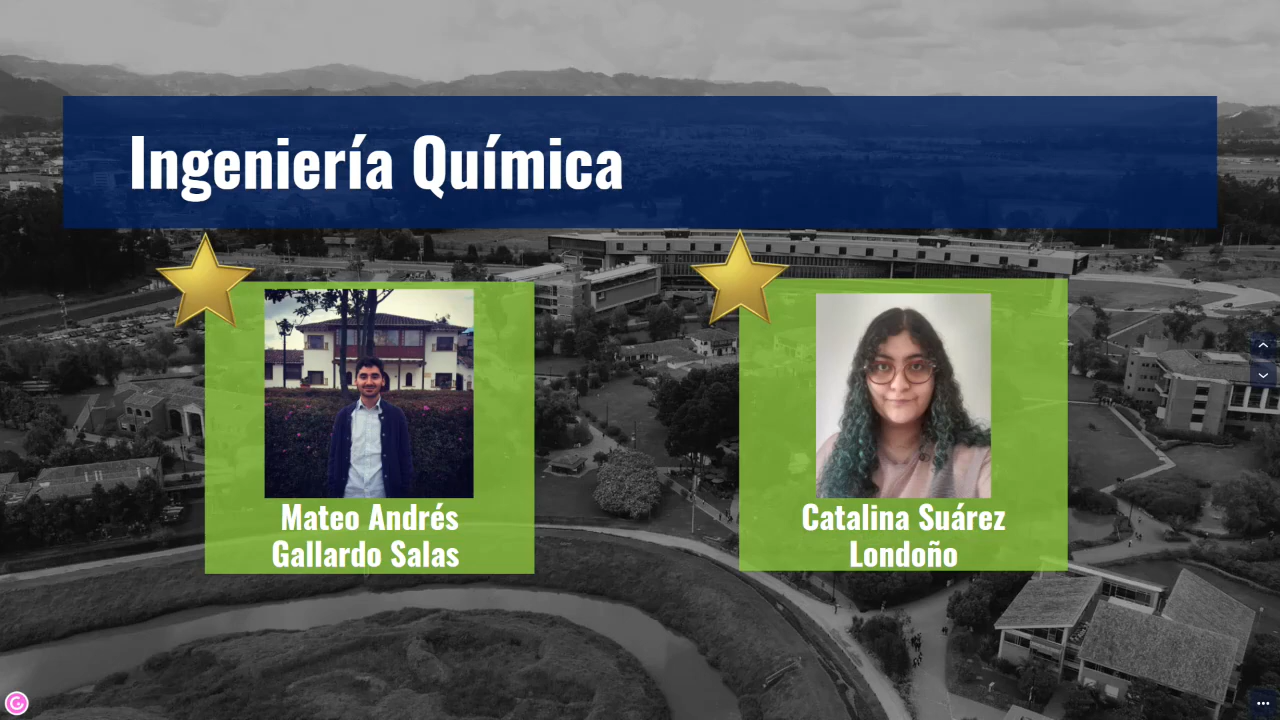 Ingeniería Química
Mateo Andrés
Gallardo Salas
Catalina Suárez
Londoño